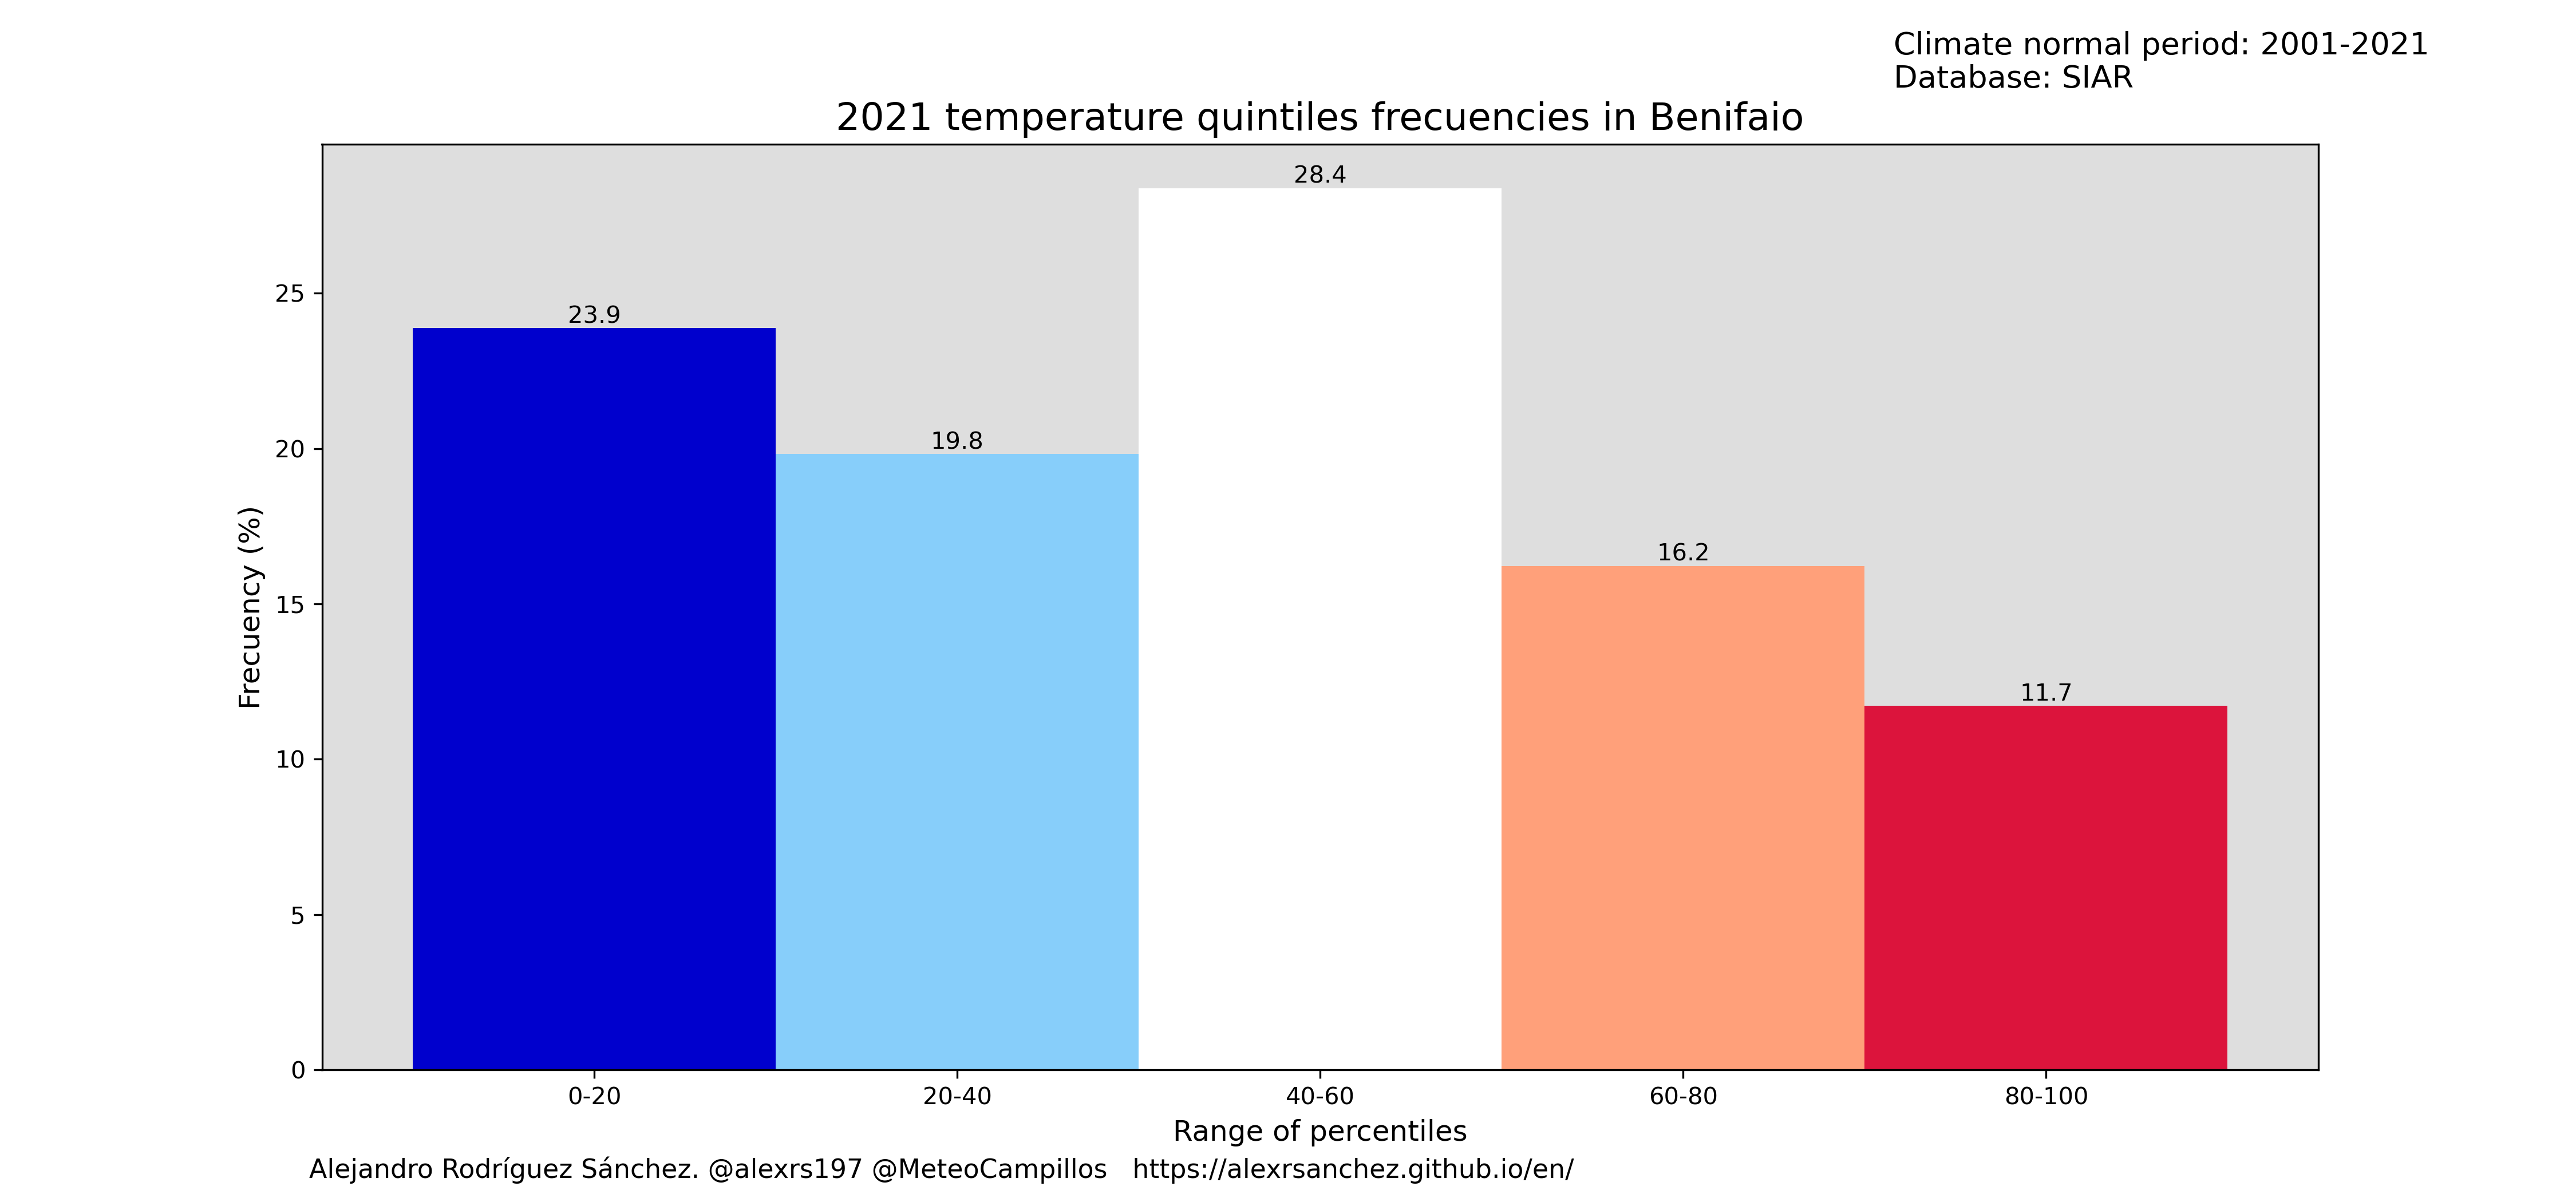 Climate normal period: 2001-2021
Database: SIAR
2021 temperature quintiles frecuencies in Benifaio
28.4
25
23.9
20
19.8
Frecuency (%)
16.2
15
11.7
10
5
0
0-20 20-40 40-60 60-80 80-100
Range of percentiles
Alejandro Rodríguez Sánchez. @alexrs197 @MeteoCampillos https://alexrsanchez.github.io/en/